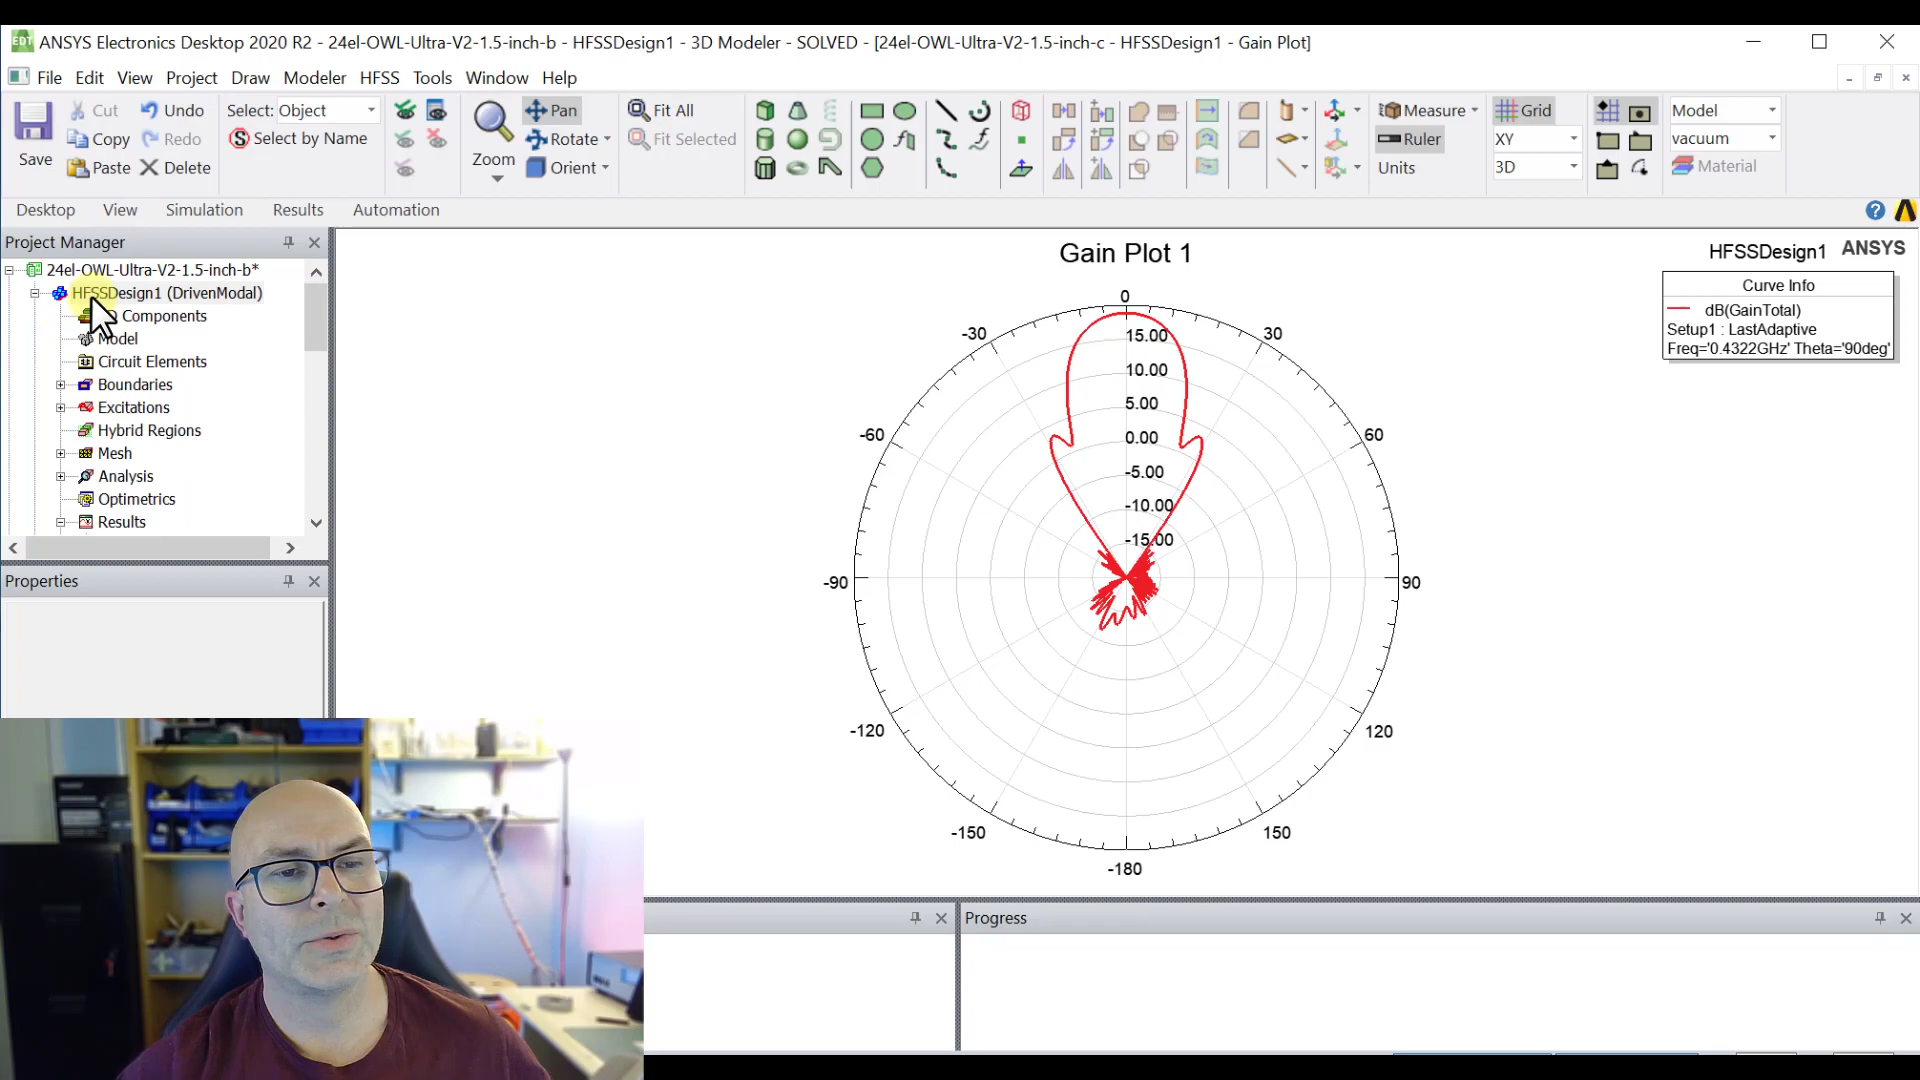 EDT ANSYS Electronics Desktop 2020 R2 - 24el-OWL-Ultra-V2-1.5-inch-b - HFSSDesign1 - 3D Modeler - SOLVED - [24el-OWL-Ultra-V2-1.5-inch-c - HFSSDesign1 - Gain Plot]
File Edit View Project Draw Modeler HFSS Tools Window Help
Cut Undo Select: Object Pan Fit All Measure Grid Model
Copy Redo Select by Name Rotate Fit Selected Ruler XY vacuum
Save Paste Delete Zoom Orient Units 3D Material
Desktop View Simulation Results Automation
Project Manager
24el-OWL-Ultra-V2-1.5-inch-b*
HFSSDesign1 (DrivenModal)
Components
Model
Circuit Elements
Boundaries
Excitations
Hybrid Regions
Mesh
Analysis
Optimetrics
Results
Properties
Gain Plot 1
HFSSDesign1 ANSYS
Curve Info
dB(GainTotal)
Setup1 : LastAdaptive
Freq='0.4322GHz' Theta='90deg'
0
-30 30
15.00
10.00
5.00
-60 0.00 60
-5.00
-10.00
-15.00
-90 90
-120 120
-150 150
-180
Progress